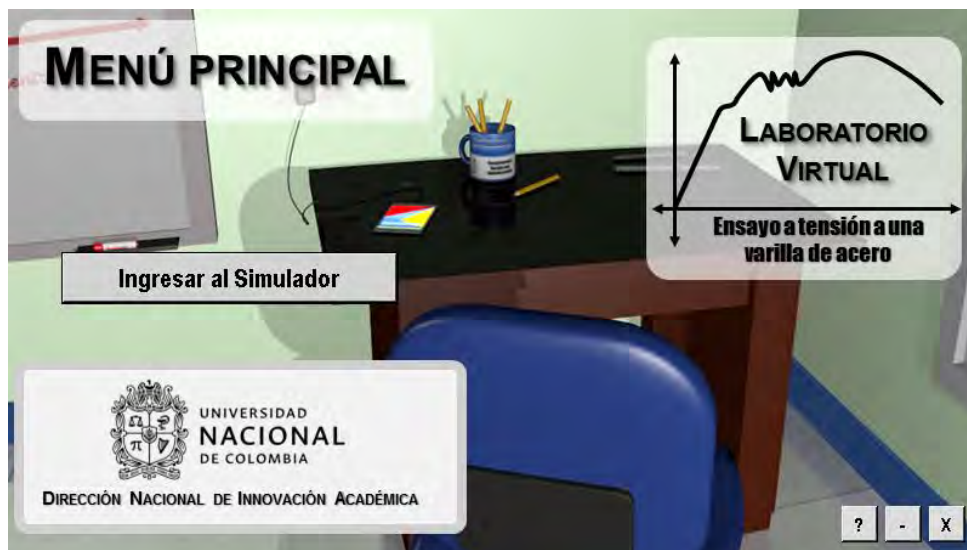 MENÚ PRINCIPAL
LABORATORIO
VIRTUAL
Ensayo a tensión a una
varilla de acero
Ingresar al Simulador
UNIVERSIDAD
NACIONAL
DE COLOMBIA
DIRECCIÓN NACIONAL DE INNOVACIÓN ACADÉMICA
? - X